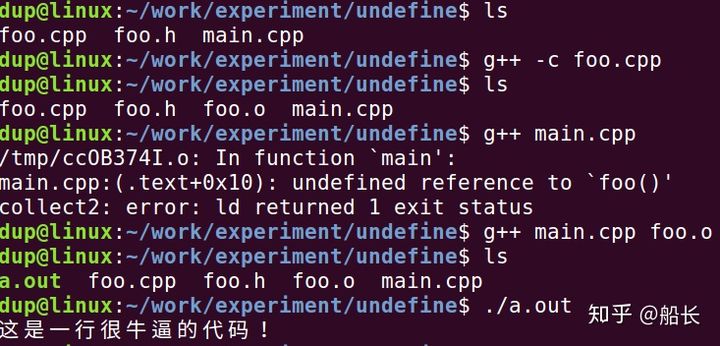 dup@linux:~/work/experiment/undefine$ ls
foo.cpp  foo.h  main.cpp
dup@linux:~/work/experiment/undefine$ g++ -c foo.cpp
dup@linux:~/work/experiment/undefine$ ls
foo.cpp  foo.h  foo.o  main.cpp
dup@linux:~/work/experiment/undefine$ g++ main.cpp
/tmp/ccOB374I.o: In function `main':
main.cpp:(.text+0x10): undefined reference to `foo()'
collect2: error: ld returned 1 exit status
dup@linux:~/work/experiment/undefine$ g++ main.cpp foo.o
dup@linux:~/work/experiment/undefine$ ls
a.out  foo.cpp  foo.h  foo.o  main.cpp
dup@linux:~/work/experiment/undefine$ ./a.out
知乎 @船长
这是一行很牛逼的代码！